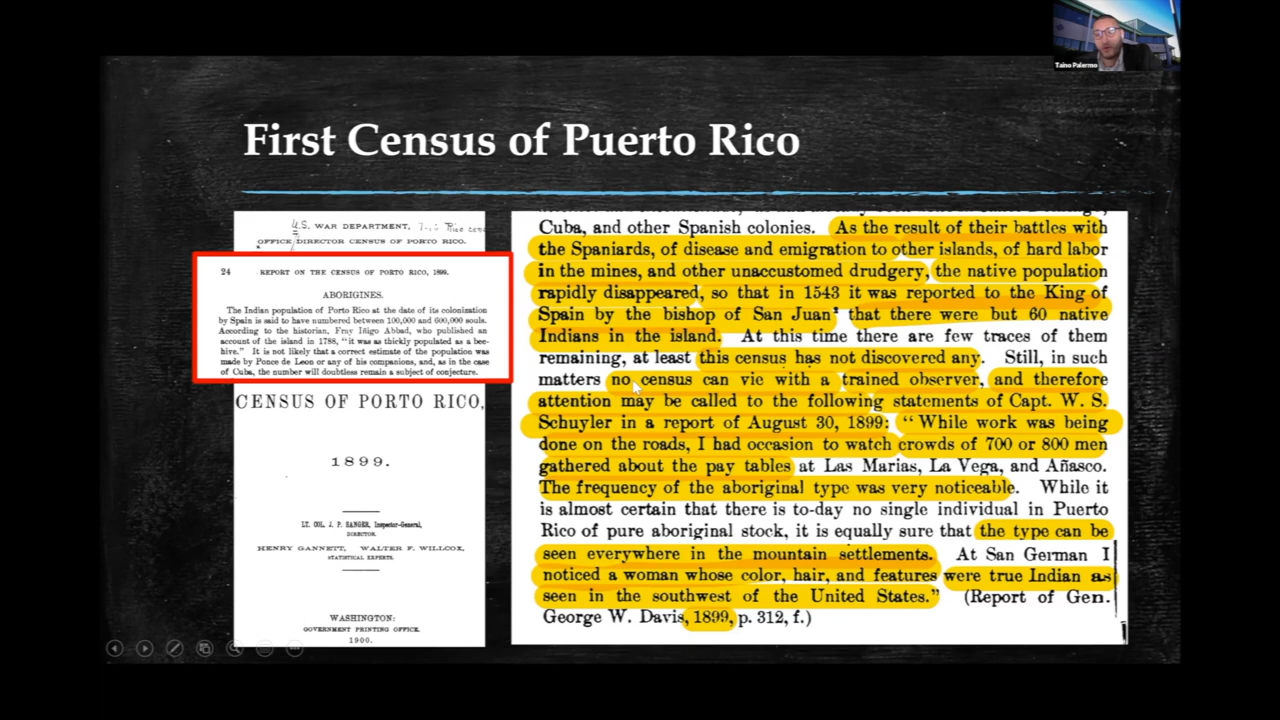 Taino Palermo
First Census of Puerto Rico
U.S. WAR DEPARTMENT,
OFFICE DIRECTOR CENSUS OF PORTO RICO.
24 REPORT ON THE CENSUS OF PORTO RICO, 1899.
ABORIGINES.
The Indian population of Porto Rico at the date of its colonization
by Spain is said to have numbered between 100,000 and 600,000 souls.
According to the historian, Fray Iñigo Abbad, who published an
account of the island in 1788, "it was as thickly populated as a bee-
hive." It is not likely that a correct estimate of the population was
made by Ponce de Leon or any of his companions, and, as in the case
of Cuba, the number will doubtless remain a subject of conjecture.
CENSUS OF PORTO RICO,
1899.
LT. COL. J. P. SANGER, Inspector-General,
DIRECTOR.
HENRY GANNETT, WALTER F. WILLCOX,
STATISTICAL EXPERTS.
WASHINGTON:
GOVERNMENT PRINTING OFFICE.
1900.
Cuba, and other Spanish colonies. As the result of their battles with
the Spaniards, of disease and emigration to other islands, of hard labor
in the mines, and other unaccustomed drudgery, the native population
rapidly disappeared, so that in 1543 it was reported to the King of
Spain by the bishop of San Juan¹ that there were but 60 native
Indians in the island. At this time there are few traces of them
remaining, at least this census has not discovered any. Still, in such
matters no census can vie with a trained observer, and therefore
attention may be called to the following statements of Capt. W. S.
Schuyler in a report of August 30, 1899: "While work was being
done on the roads, I had occasion to watch crowds of 700 or 800 men
gathered about the pay tables at Las Marias, La Vega, and Añasco.
The frequency of the aboriginal type was very noticeable. While it
is almost certain that there is to-day no single individual in Puerto
Rico of pure aboriginal stock, it is equally sure that the type can be
seen everywhere in the mountain settlements. At San German I
noticed a woman whose color, hair, and features were true Indian as
seen in the southwest of the United States." (Report of Gen.
George W. Davis, 1899, p. 312, f.)